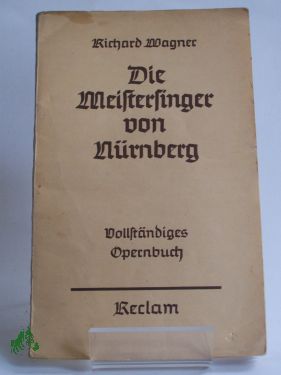 Richard Wagner
Die
Meiſterſinger
von
Nürnberg
Vollſtändiges
Opernbuch
Reclam